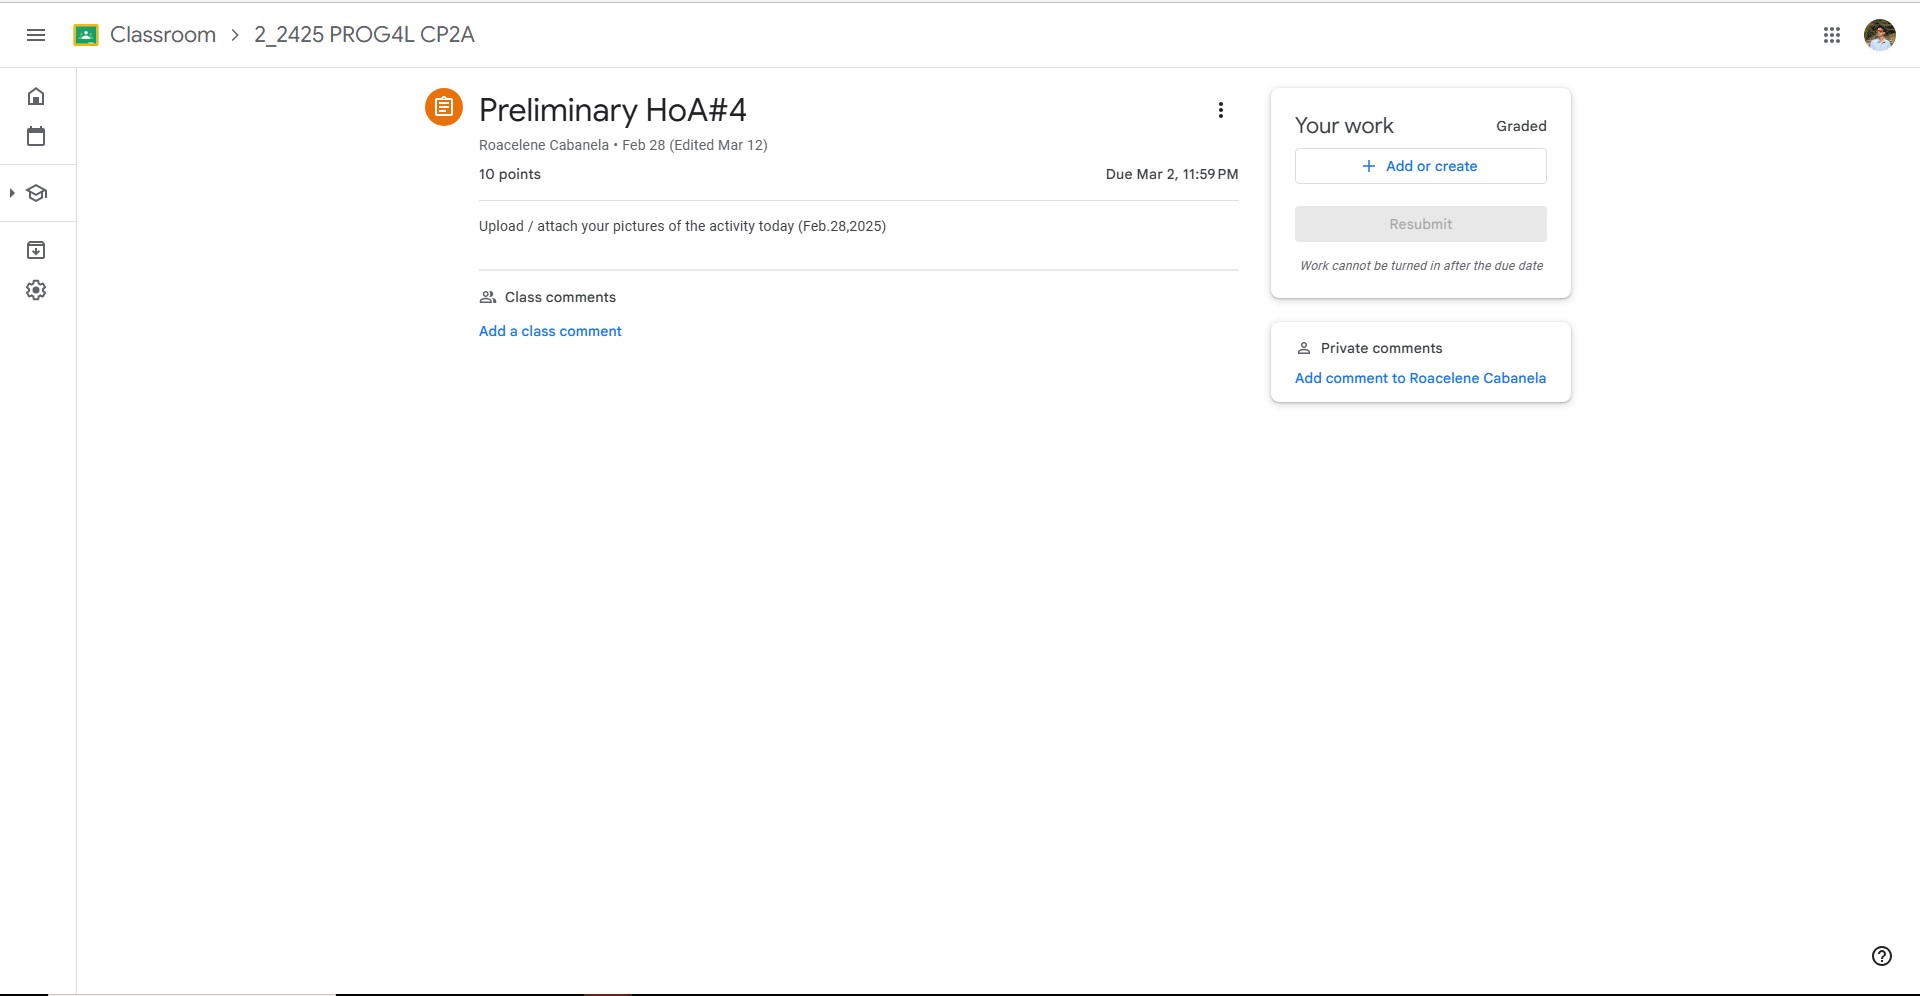 Classroom > 2_2425 PROG4L CP2A
Preliminary HoA#4
Roacelene Cabanela • Feb 28 (Edited Mar 12)
10 points
Due Mar 2, 11:59 PM
Upload / attach your pictures of the activity today (Feb.28,2025)
Class comments
Add a class comment
Your work
Graded
+ Add or create
Resubmit
Work cannot be turned in after the due date
Private comments
Add comment to Roacelene Cabanela